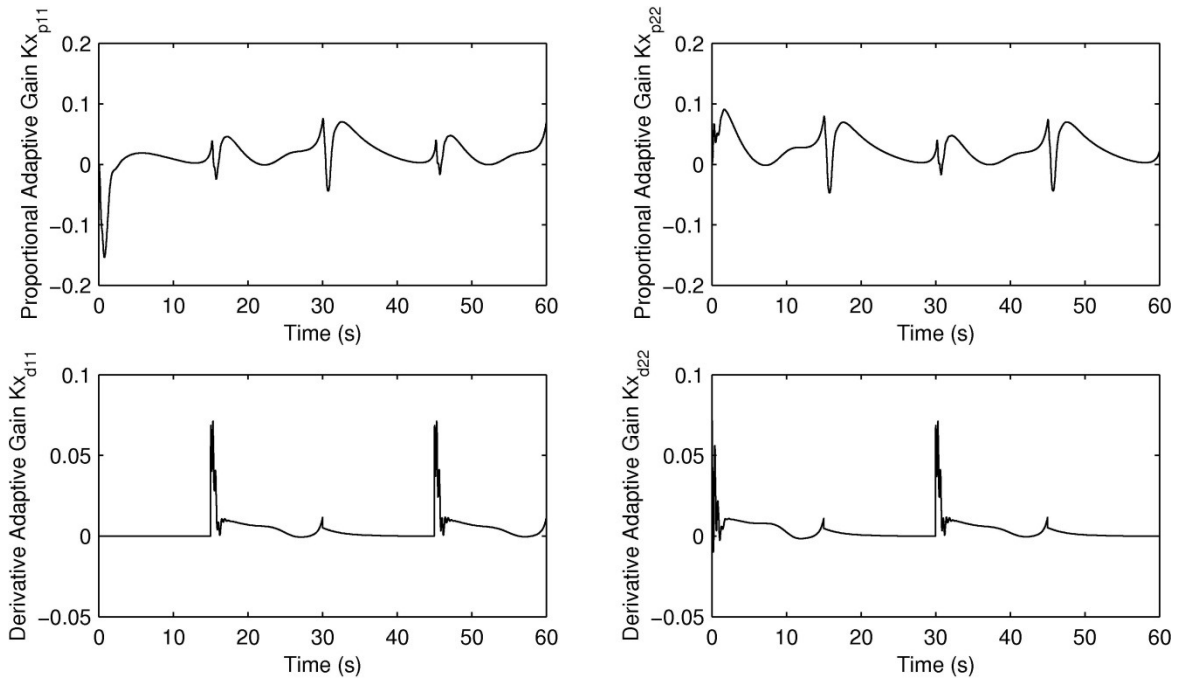 Proportional Adaptive Gain Kx_p11
0.2
0.1
0
−0.1
−0.2
0 10 20 30 40 50 60
Time (s)
Proportional Adaptive Gain Kx_p22
0.2
0.1
0
−0.1
−0.2
0 10 20 30 40 50 60
Time (s)
Derivative Adaptive Gain Kx_d11
0.1
0.05
0
−0.05
0 10 20 30 40 50 60
Time (s)
Derivative Adaptive Gain Kx_d22
0.1
0.05
0
−0.05
0 10 20 30 40 50 60
Time (s)